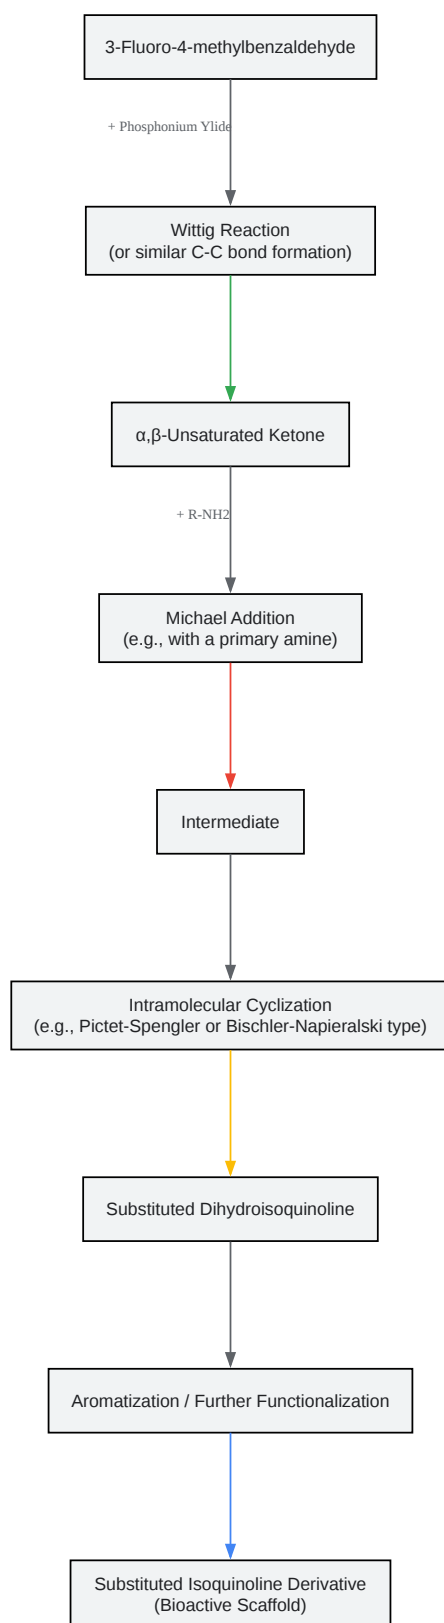 3-Fluoro-4-methylbenzaldehyde
+ Phosphonium Ylide
Wittig Reaction
(or similar C-C bond formation)
α,β-Unsaturated Ketone
+ R-NH2
Michael Addition
(e.g., with a primary amine)
Intermediate
Intramolecular Cyclization
(e.g., Pictet-Spengler or Bischler-Napieralski type)
Substituted Dihydroisoquinoline
Aromatization / Further Functionalization
Substituted Isoquinoline Derivative
(Bioactive Scaffold)